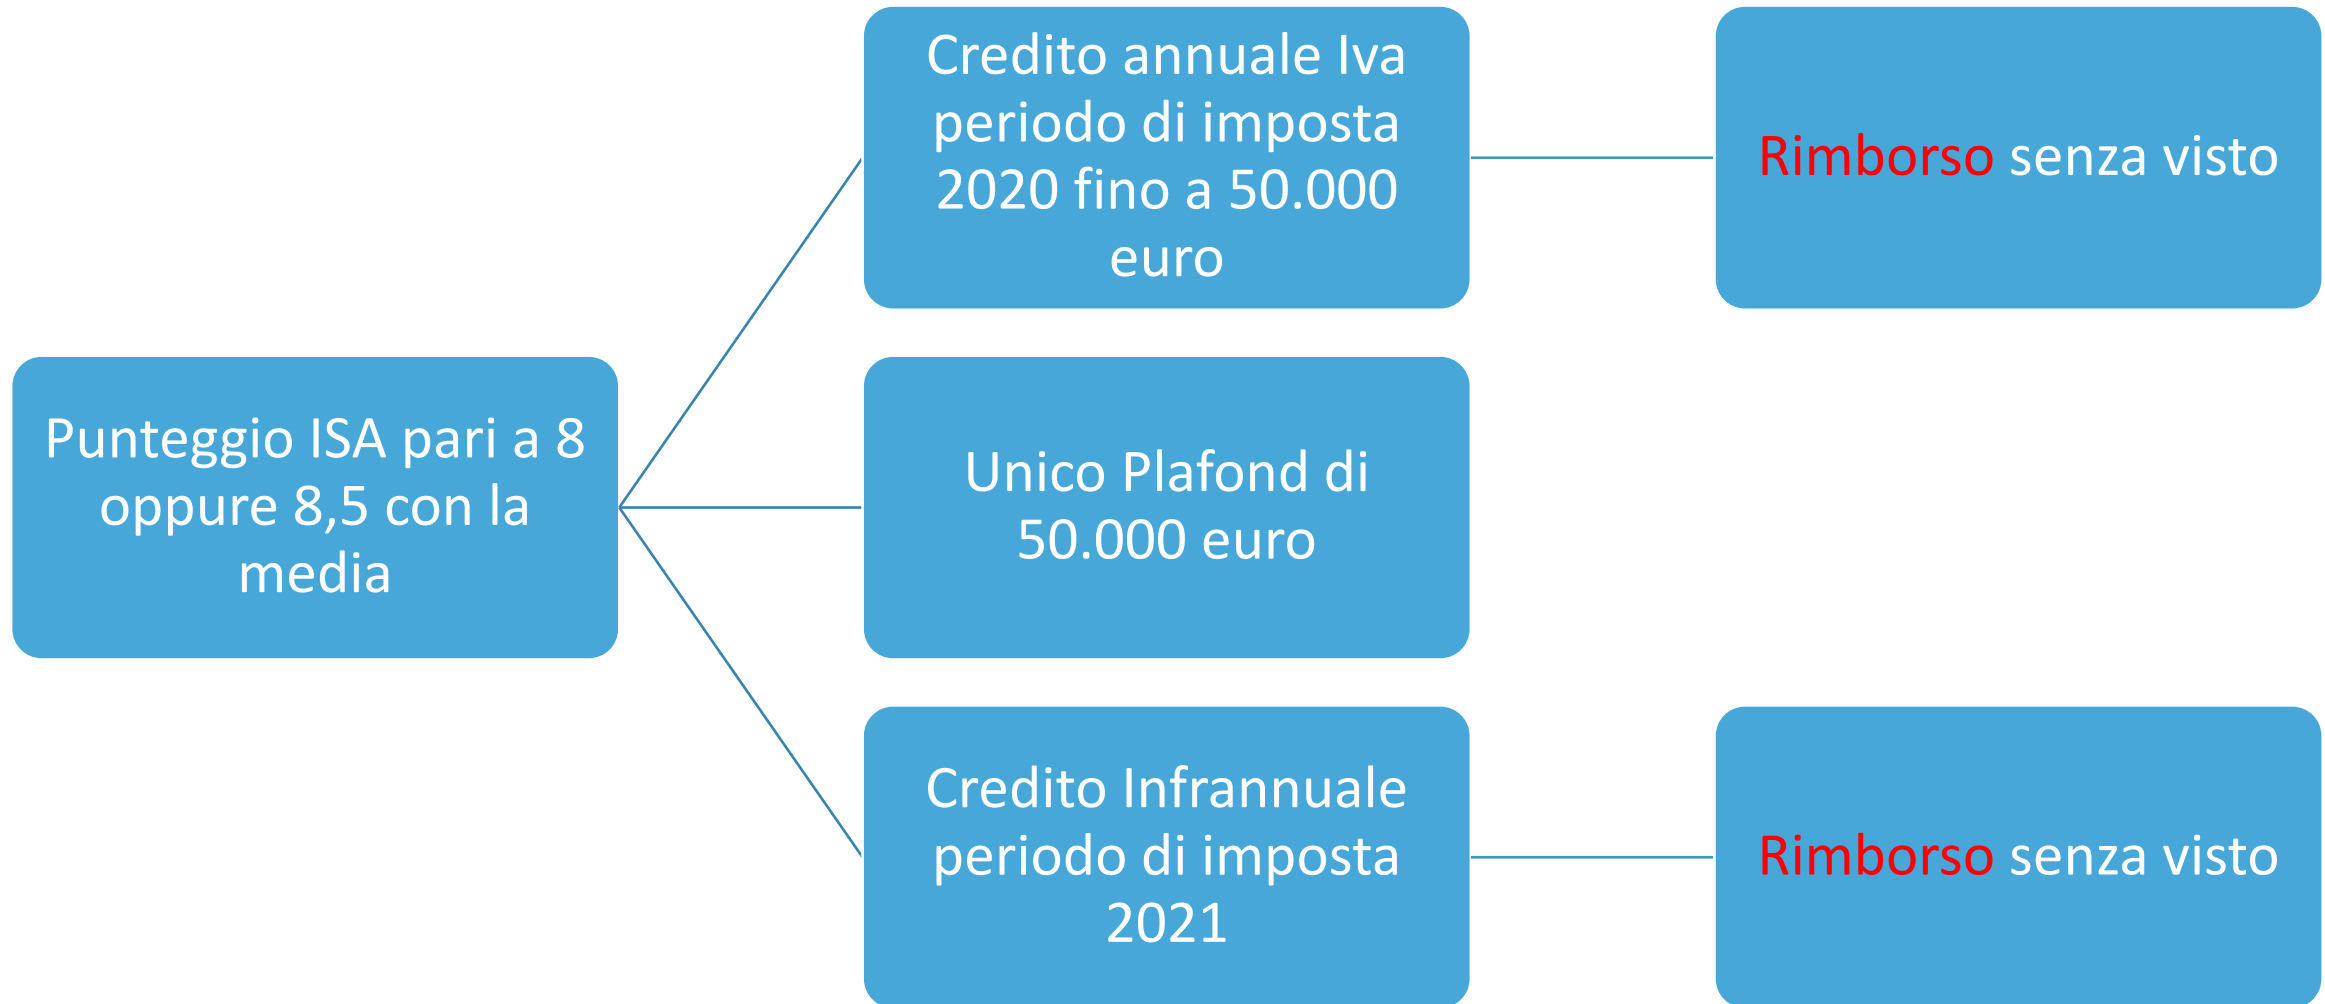 Punteggio ISA pari a 8
oppure 8,5 con la
media
Credito annuale Iva
periodo di imposta
2020 fino a 50.000
euro
Rimborso senza visto
Unico Plafond di
50.000 euro
Credito Infrannuale
periodo di imposta
2021
Rimborso senza visto